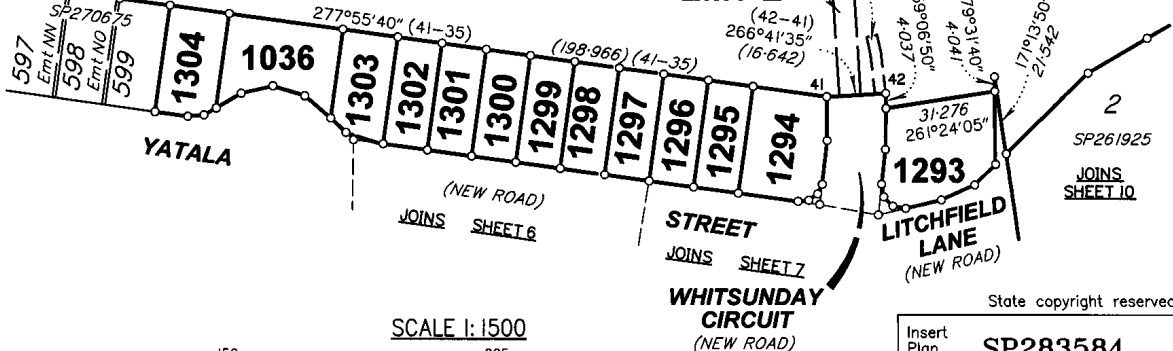 SP270675
597
Emt NN
598
Emt NO
599
1304
1036
277°55'40" (41-35)
1303
1302
1301
1300
1299
(198·966) (41-35)
1298
1297
1296
1295
1294
(42-41)
266°41'35"
(16·642)
41
42
4·037
79°31'40"
4·041
171°13'50"
21·542
31·276
261°24'05"
1293
2
SP261925
JOINS
SHEET 10
YATALA
(NEW ROAD)
JOINS SHEET 6
STREET
JOINS SHEET 7
WHITSUNDAY
CIRCUIT
(NEW ROAD)
LITCHFIELD
LANE
(NEW ROAD)
SCALE 1:1500
State copyright reserved
Insert
Plan
SP283584